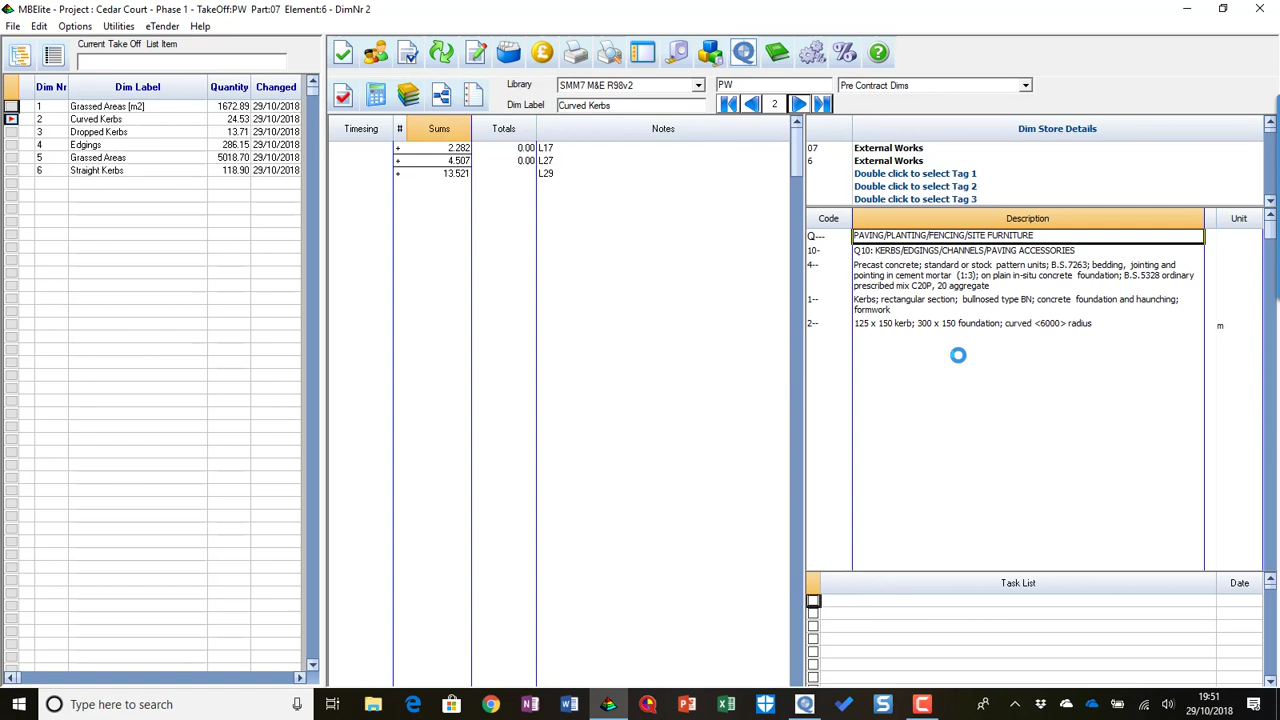 MBElite - Project : Cedar Court - Phase 1 - TakeOff:PW Part:07 Element:6 - DimNr 2
File Edit Options Utilities eTender Help
Current Take Off List Item
Library SMM7 M&E R98v2 PW Pre Contract Dims
Dim Label Curved Kerbs 2
Dim Nr Dim Label Quantity Changed
1 Grassed Areas [m2] 1672.89 29/10/2018
2 Curved Kerbs 24.53 29/10/2018
3 Dropped Kerbs 13.71 29/10/2018
4 Edgings 286.15 29/10/2018
5 Grassed Areas 5018.70 29/10/2018
6 Straight Kerbs 118.90 29/10/2018
Timesing # Sums Totals Notes
+ 2.282 0.00 L17
+ 4.507 0.00 L27
+ 13.521 L29
Dim Store Details
07 External Works
6 External Works
Double click to select Tag 1
Double click to select Tag 2
Double click to select Tag 3
Code Description Unit
Q--- PAVING/PLANTING/FENCING/SITE FURNITURE
10- Q10: KERBS/EDGINGS/CHANNELS/PAVING ACCESSORIES
4-- Precast concrete; standard or stock pattern units; B.S.7263; bedding, jointing and
pointing in cement mortar (1:3); on plain in-situ concrete foundation; B.S.5328 ordinary
prescribed mix C20P, 20 aggregate
1-- Kerbs; rectangular section; bullnosed type BN; concrete foundation and haunching;
formwork
2-- 125 x 150 kerb; 300 x 150 foundation; curved <6000> radius m
Task List Date
Type here to search
19:51
29/10/2018